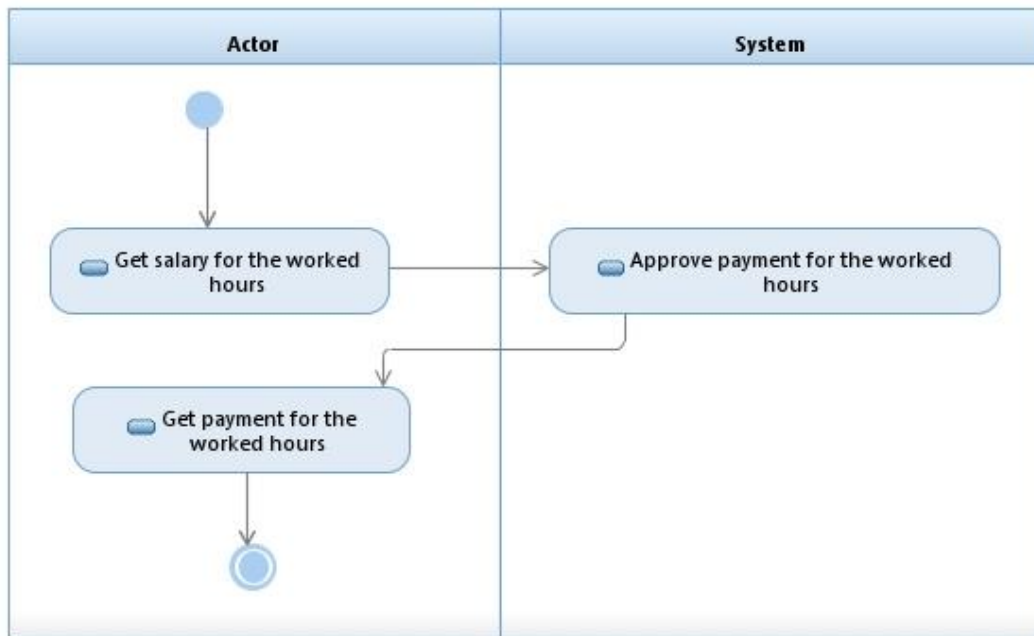 Actor
System
Get salary for the worked
hours
Approve payment for the worked
hours
Get payment for the
worked hours